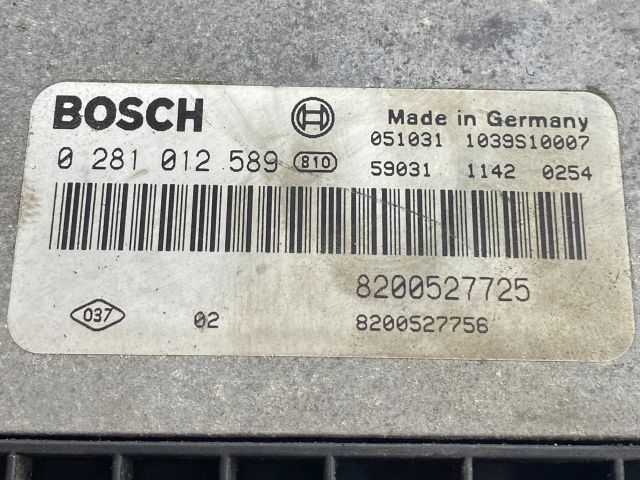 BOSCH
Made in Germany
051031 1039S10007
0 281 012 589 810
59031 1142 0254
8200527725
037 02 8200527756